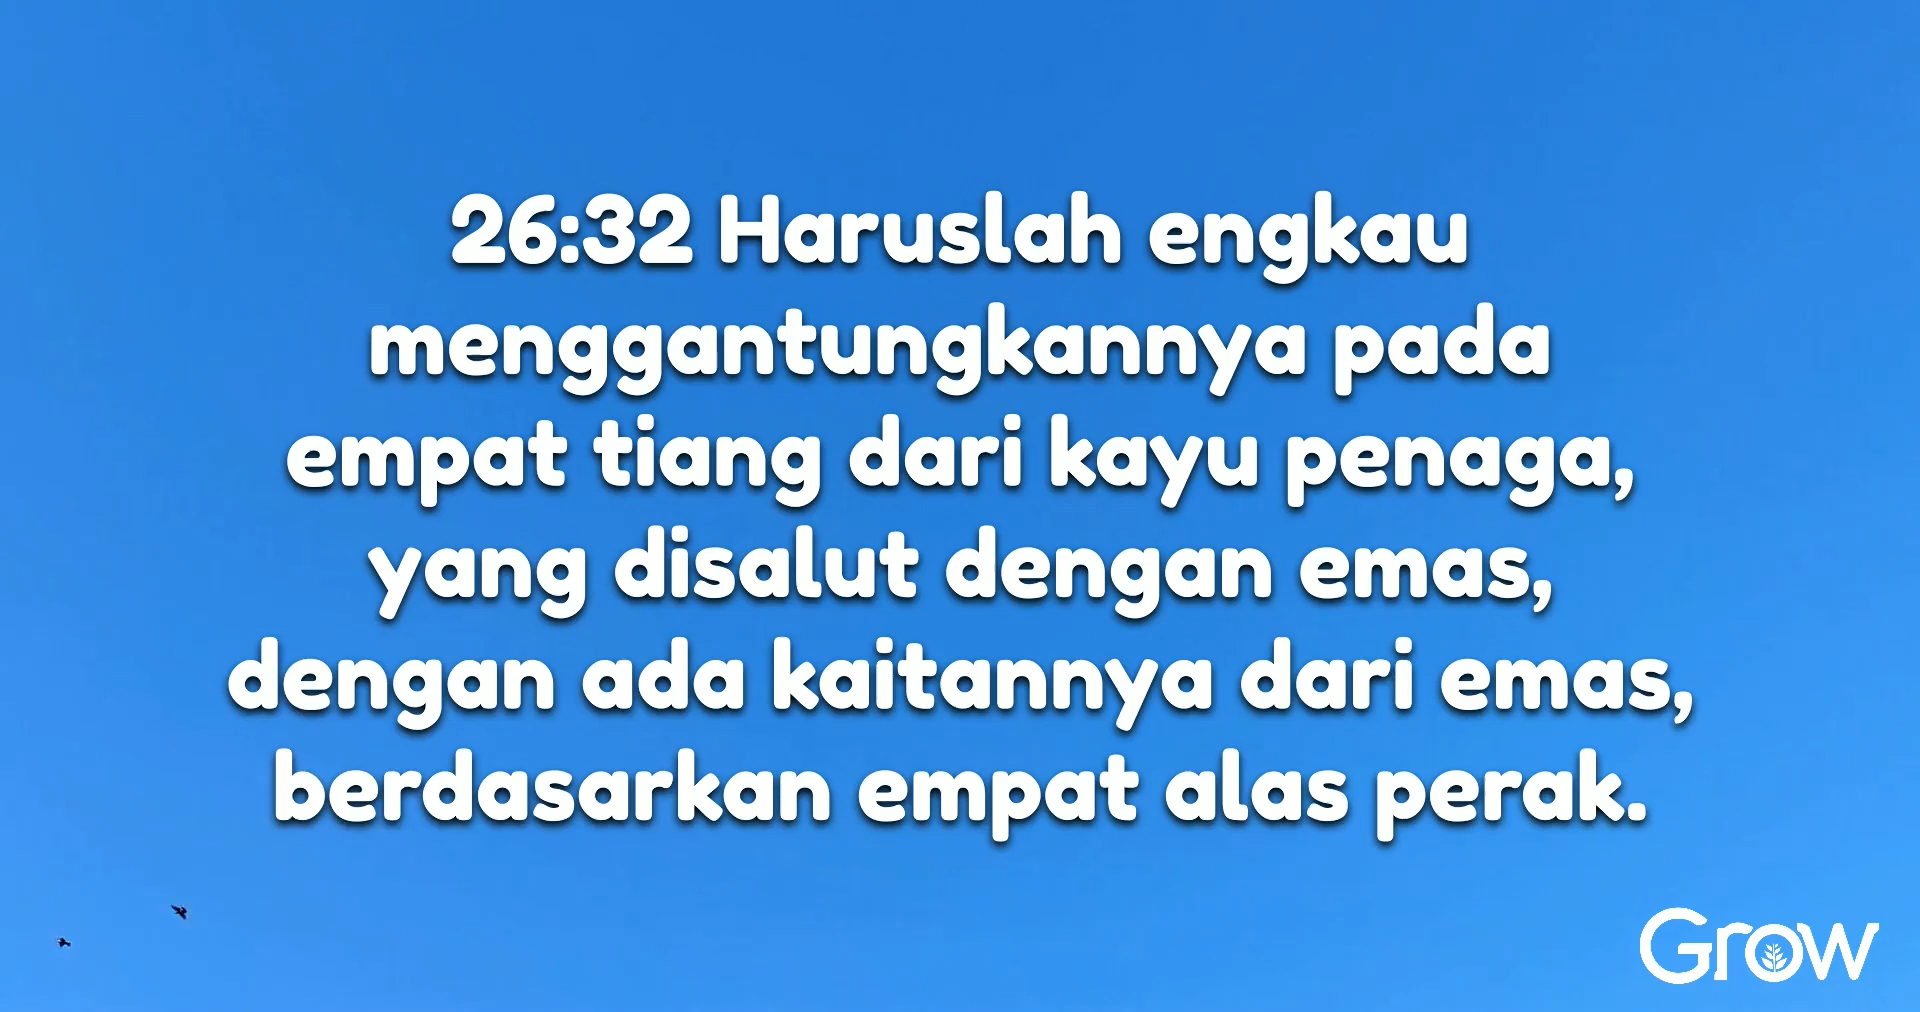 26:32 Haruslah engkau
menggantungkannya pada
empat tiang dari kayu penaga,
yang disalut dengan emas,
dengan ada kaitannya dari emas,
berdasarkan empat alas perak.
Grow